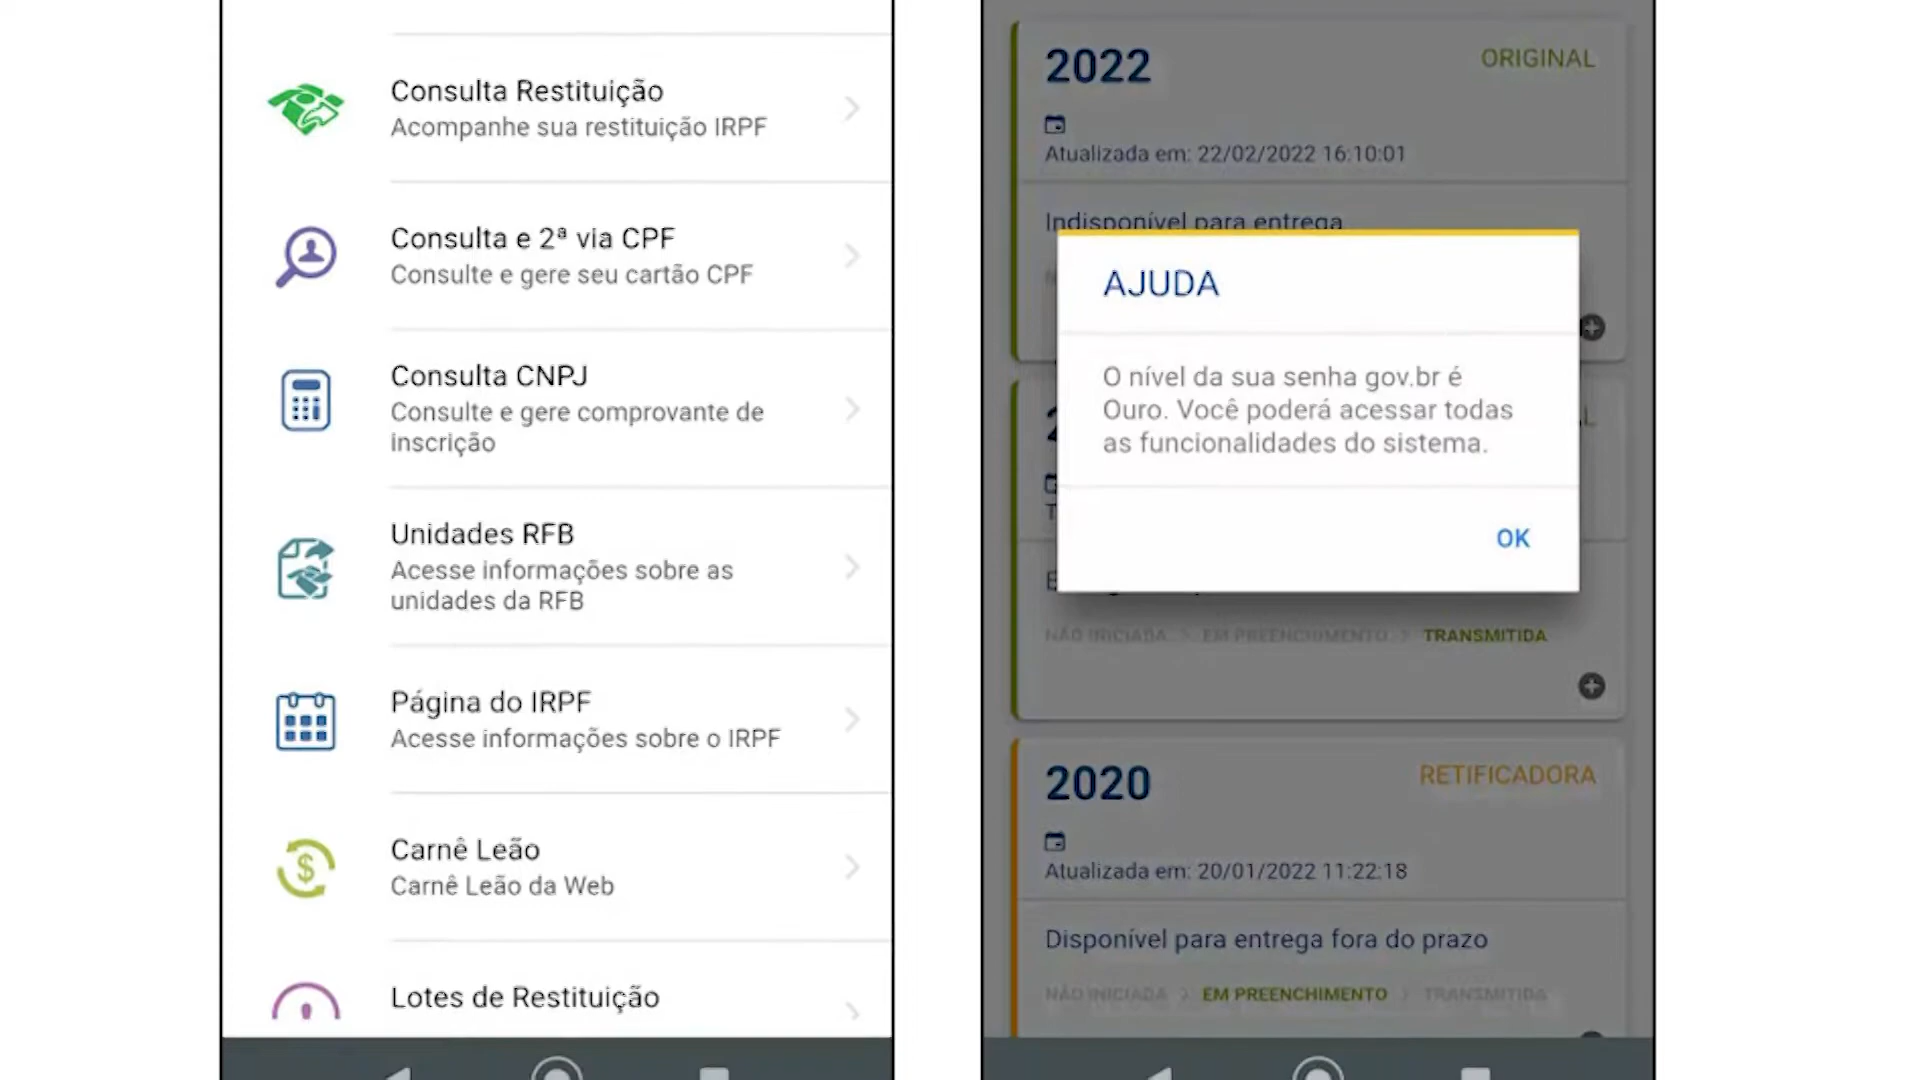 Consulta Restituição
Acompanhe sua restituição IRPF
Consulta e 2ª via CPF
Consulte e gere seu cartão CPF
Consulta CNPJ
Consulte e gere comprovante de
inscrição
Unidades RFB
Acesse informações sobre as
unidades da RFB
Página do IRPF
Acesse informações sobre o IRPF
Carnê Leão
Carnê Leão da Web
Lotes de Restituição
2022
ORIGINAL
Atualizada em: 22/02/2022 16:10:01
Indisponível para entrega
AJUDA
O nível da sua senha gov.br é
Ouro. Você poderá acessar todas
as funcionalidades do sistema.
OK
NÃO INICIADA > EM PREENCHIMENTO > TRANSMITIDA
2020
RETIFICADORA
Atualizada em: 20/01/2022 11:22:18
Disponível para entrega fora do prazo
NÃO INICIADA > EM PREENCHIMENTO > TRANSMITIDA